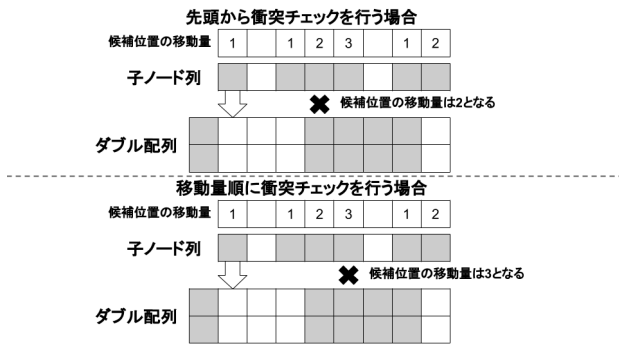 先頭から衝突チェックを行う場合
候補位置の移動量 1 1 2 3 1 2
子ノード列
候補位置の移動量は2となる
ダブル配列
移動量順に衝突チェックを行う場合
候補位置の移動量 1 1 2 3 1 2
子ノード列
候補位置の移動量は3となる
ダブル配列